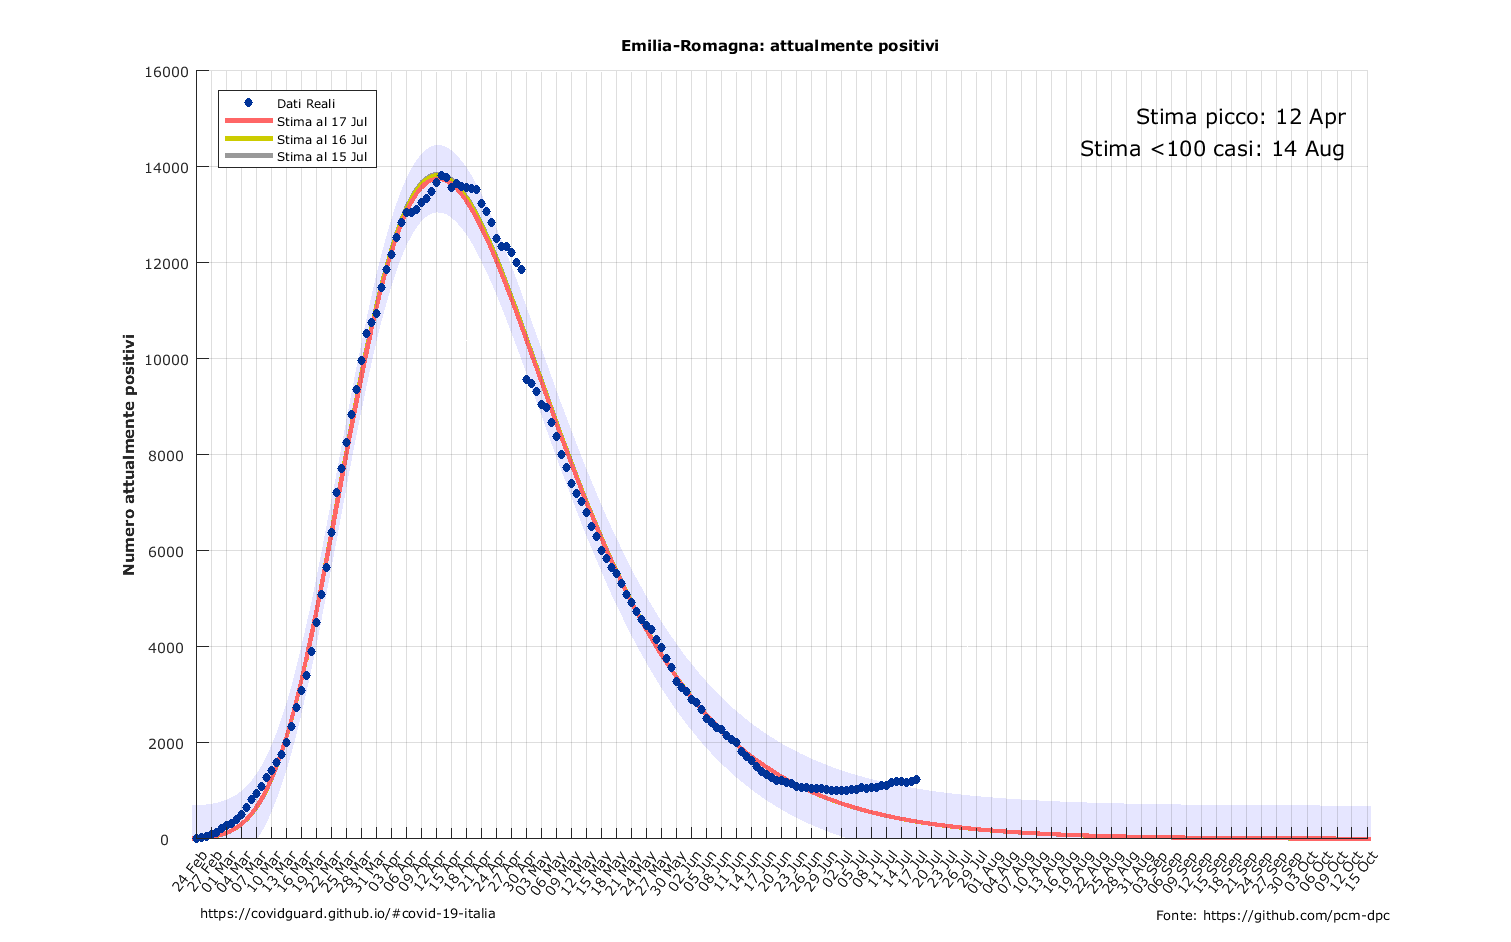 Emilia-Romagna: attualmente positivi
16000
14000
12000
10000
8000
6000
4000
2000
0
Numero attualmente positivi
Dati Reali
Stima al 17 Jul
Stima al 16 Jul
Stima al 15 Jul
Stima picco: 12 Apr
Stima <100 casi: 14 Aug
24 Feb
27 Feb
01 Mar
04 Mar
07 Mar
10 Mar
13 Mar
16 Mar
19 Mar
22 Mar
25 Mar
28 Mar
31 Mar
03 Apr
06 Apr
09 Apr
12 Apr
15 Apr
18 Apr
21 Apr
24 Apr
27 Apr
30 Apr
03 May
06 May
09 May
12 May
15 May
18 May
21 May
24 May
27 May
30 May
02 Jun
05 Jun
08 Jun
11 Jun
14 Jun
17 Jun
20 Jun
23 Jun
26 Jun
29 Jun
02 Jul
05 Jul
08 Jul
11 Jul
14 Jul
17 Jul
20 Jul
23 Jul
26 Jul
29 Jul
01 Aug
04 Aug
07 Aug
10 Aug
13 Aug
16 Aug
19 Aug
22 Aug
25 Aug
28 Aug
31 Aug
03 Sep
06 Sep
09 Sep
12 Sep
15 Sep
18 Sep
21 Sep
24 Sep
27 Sep
30 Sep
03 Oct
06 Oct
09 Oct
12 Oct
15 Oct
https://covidguard.github.io/#covid-19-italia
Fonte: https://github.com/pcm-dpc